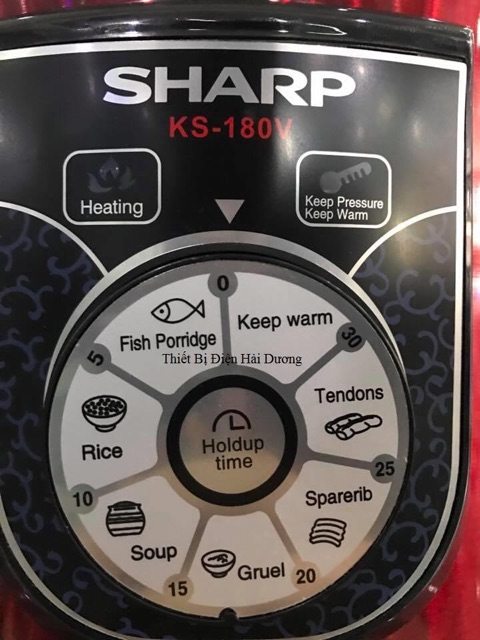 SHARP
KS-180V
Heating
Keep Pressure
Keep Warm
0
Fish Porridge
Keep warm
30
Thiết Bị Điện Hải Dương
5
Tendons
Rice
Holdup
time
25
10
Sparerib
Soup
Gruel
20
15